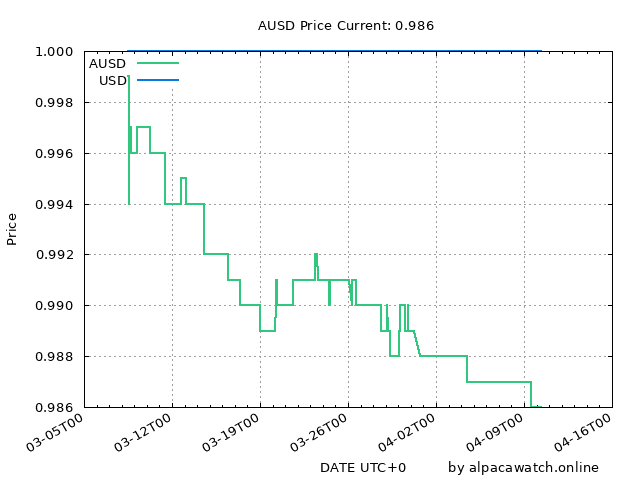 AUSD Price Current: 0.986
1.000
AUSD
USD
0.998
0.996
0.994
Price
0.992
0.990
0.988
0.986
03-05T00
03-12T00
03-19T00
03-26T00
04-02T00
04-09T00
04-16T00
DATE UTC+0
by alpacawatch.online